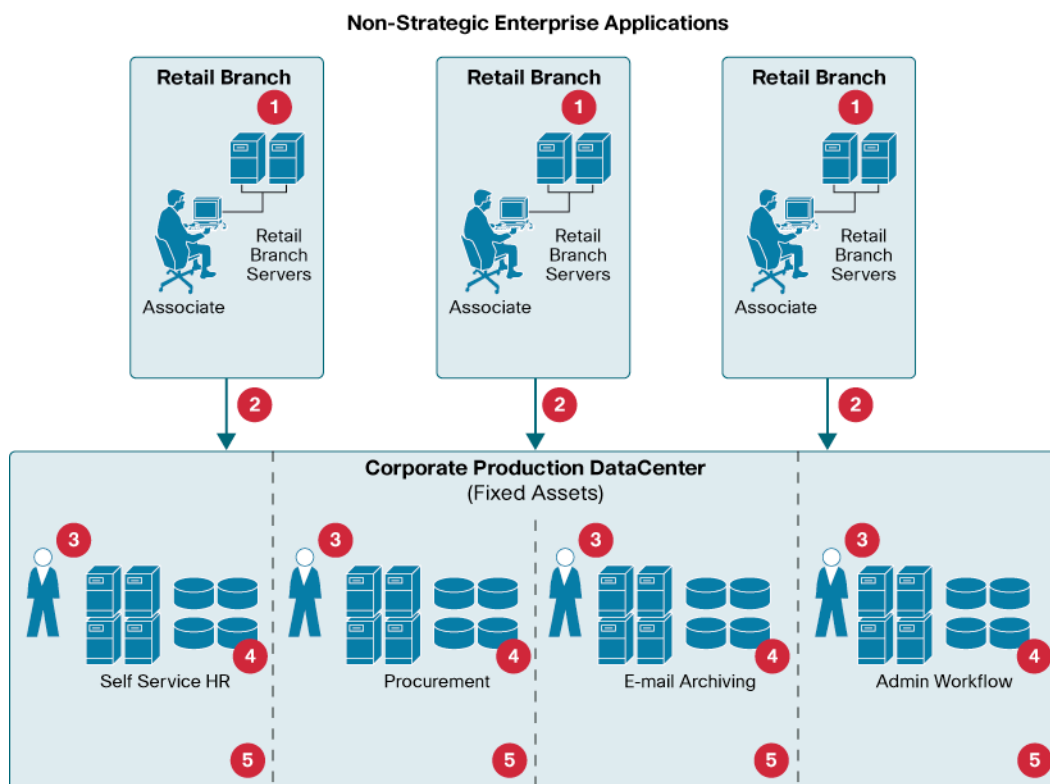 Non-Strategic Enterprise Applications
Retail Branch
1
Retail
Branch
Servers
Associate
Retail Branch
1
Retail
Branch
Servers
Associate
Retail Branch
1
Retail
Branch
Servers
Associate
2
2
2
Corporate Production DataCenter
(Fixed Assets)
3
4
Self Service HR
5
3
4
Procurement
5
3
4
E-mail Archiving
5
3
4
Admin Workflow
5